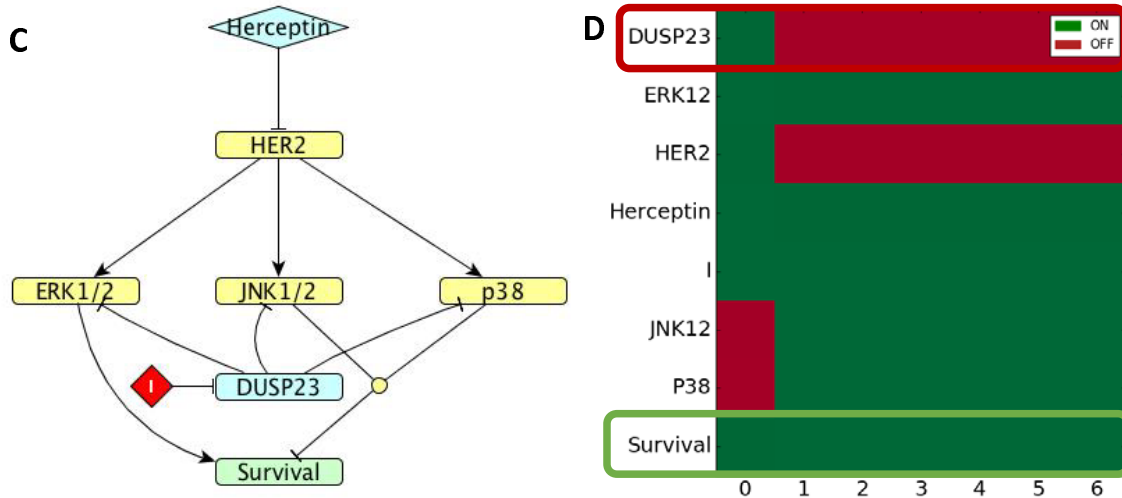 C
Herceptin
HER2
ERK1/2
JNK1/2
p38
I
DUSP23
Survival
D
ON
OFF
DUSP23
ERK12
HER2
Herceptin
I
JNK12
P38
Survival
0 1 2 3 4 5 6